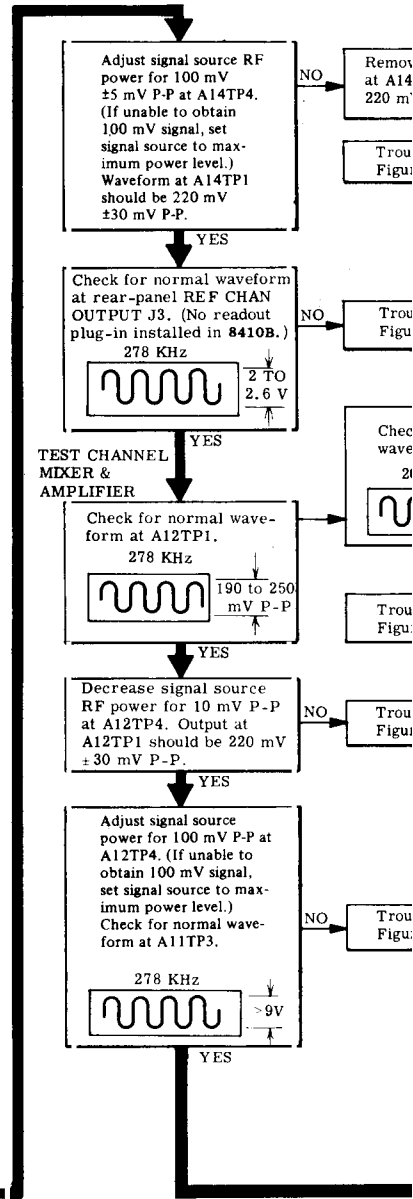 Adjust signal source RF
power for 100 mV
±5 mV P-P at A14TP4.
(If unable to obtain
100 mV signal, set
signal source to max-
imum power level.)
Waveform at A14TP1
should be 220 mV
±30 mV P-P.
NO
at A14
220
YES
Check for normal waveform
at rear-panel REF CHAN
OUTPUT J3. (No readout
plug-in installed in 8410B.)
278 KHz
2 TO
2.6 V
NO
YES
TEST CHANNEL
MIXER &
AMPLIFIER
Check for normal wave-
form at A12TP1.
278 KHz
190 to 250
mV P-P
YES
Decrease signal source
RF power for 10 mV P-P
at A12TP4. Output at
A12TP1 should be 220 mV
±30 mV P-P.
NO
YES
Adjust signal source
power for 100 mV P-P at
A12TP4. (If unable to
obtain 100 mV signal,
set signal source to max-
imum power level.)
Check for normal wave-
form at A11TP3.
278 KHz
>9V
NO
YES